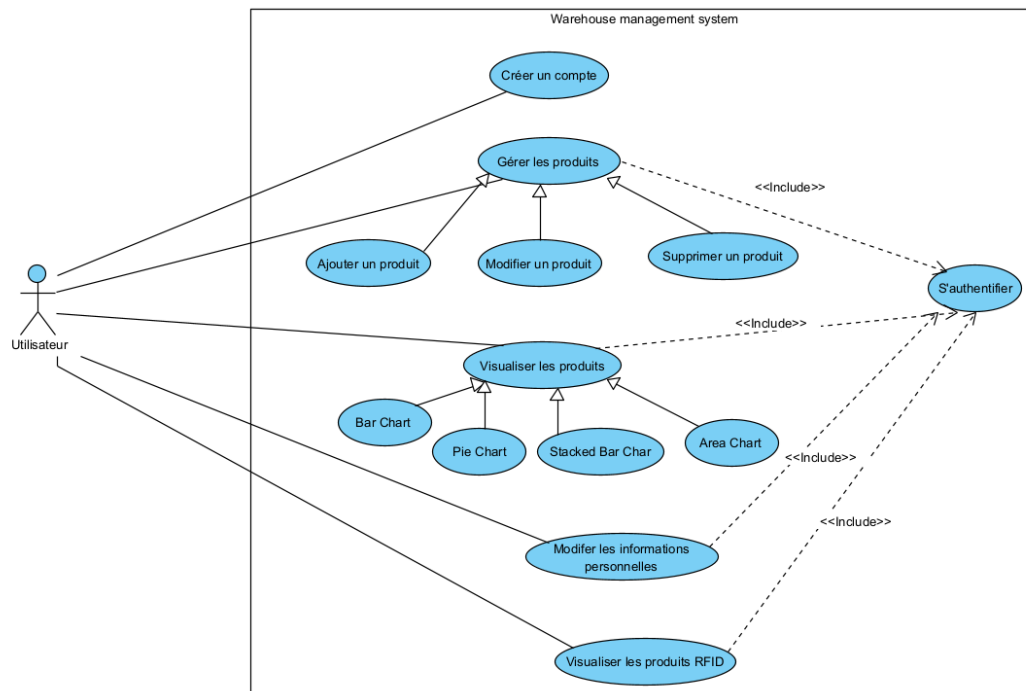 Warehouse management system
Créer un compte
Gérer les produits
<<Include>>
Ajouter un produit
Modifier un produit
Supprimer un produit
S'authentifier
Utilisateur
<<Include>>
Visualiser les produits
Bar Chart
Pie Chart
Stacked Bar Char
Area Chart
<<Include>>
<<Include>>
Modifer les informations
personnelles
Visualiser les produits RFID